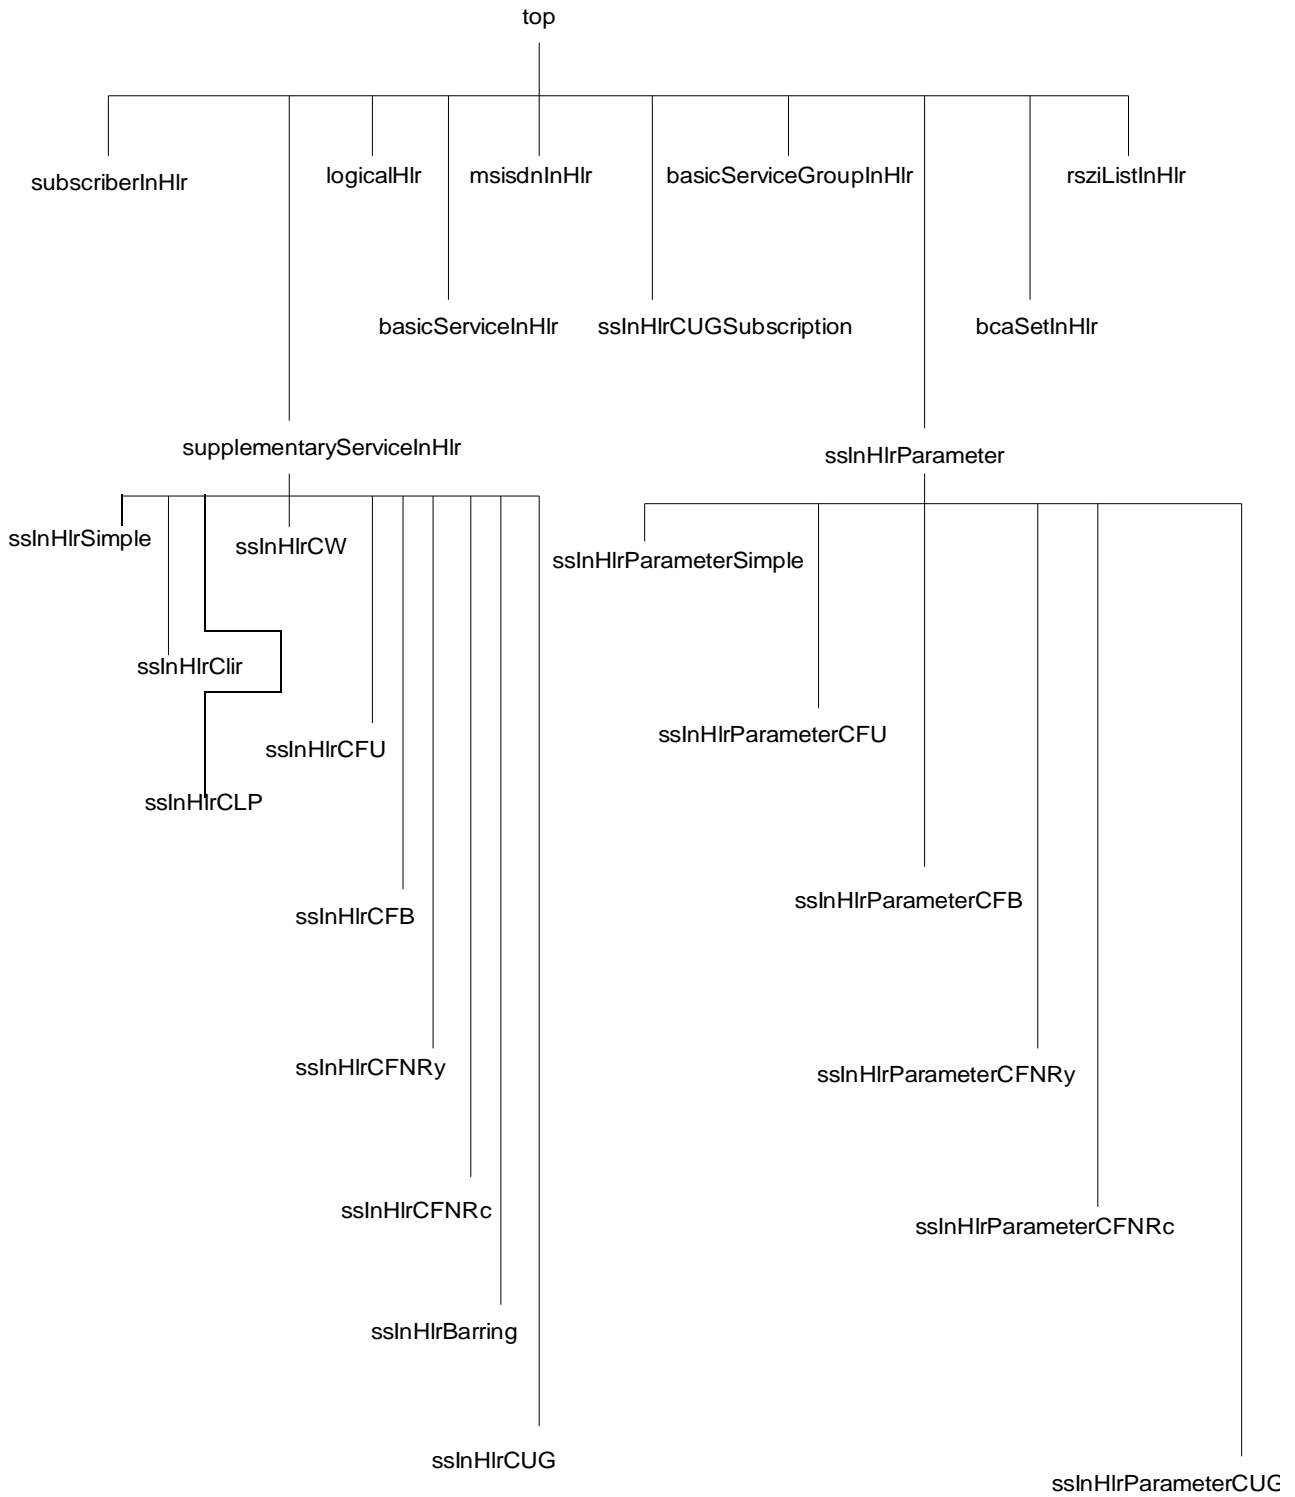 top
subscriberInHlr
logicalHlr
msisdnInHlr
basicServiceGroupInHlr
rsziListInHlr
basicServiceInHlr
ssInHlrCUGSubscription
bcaSetInHlr
supplementaryServiceInHlr
ssInHlrParameter
ssInHlrSimple
ssInHlrCW
ssInHlrParameterSimple
ssInHlrClir
ssInHlrCFU
ssInHlrParameterCFU
ssInHlrCLP
ssInHlrCFB
ssInHlrParameterCFB
ssInHlrCFNRy
ssInHlrParameterCFNRy
ssInHlrCFNRc
ssInHlrParameterCFNRc
ssInHlrBarring
ssInHlrCUG
ssInHlrParameterCUG